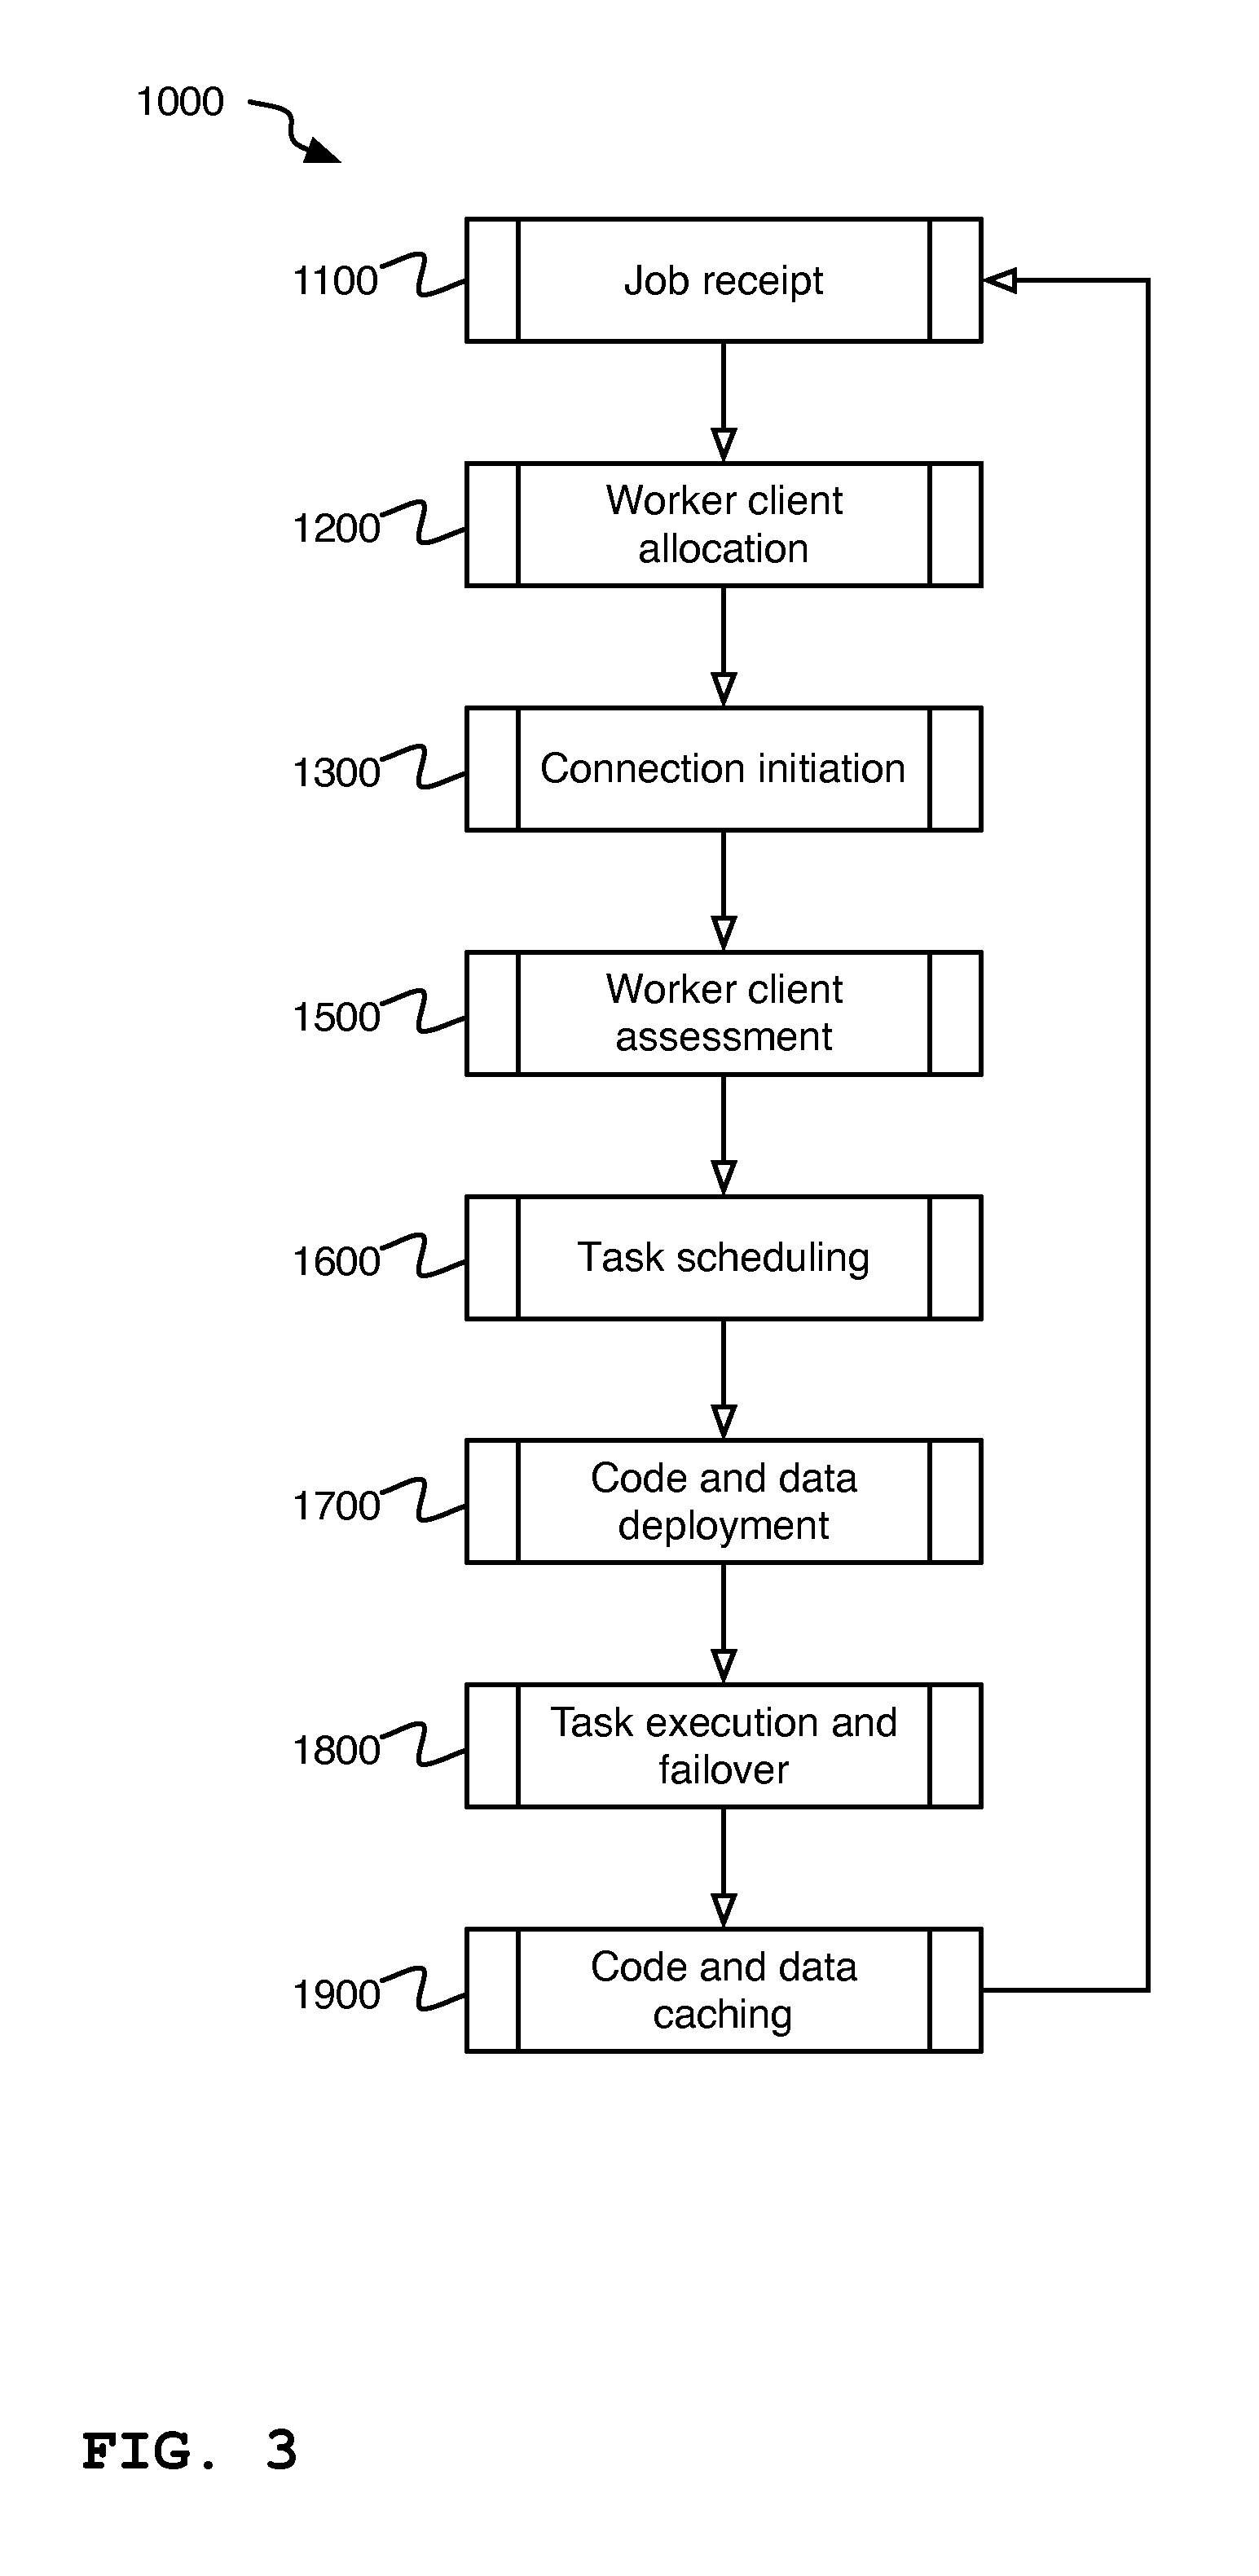 1000
1100
Job receipt
1200
Worker client
allocation
1300
Connection initiation
1500
Worker client
assessment
1600
Task scheduling
1700
Code and data
deployment
1800
Task execution and
failover
1900
Code and data
caching
FIG. 3